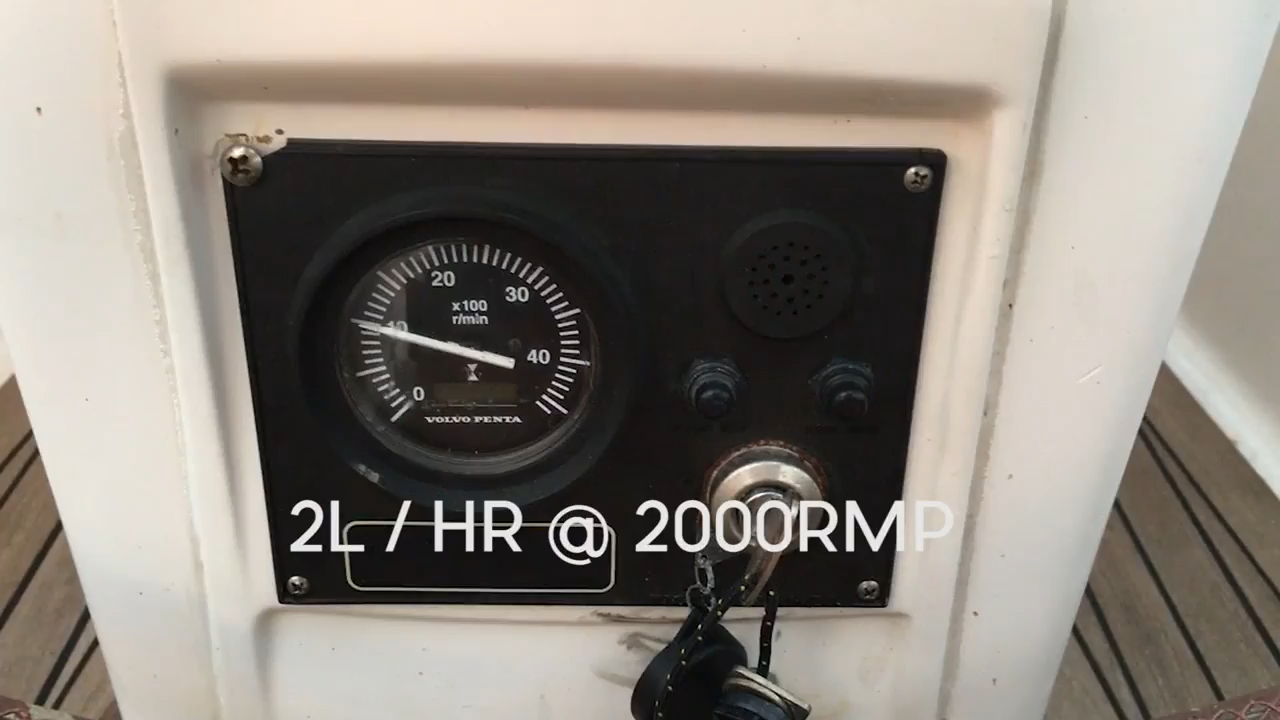 20
30
x100
r/min
10
40
0
VOLVO PENTA
2L / HR @ 2000RMP